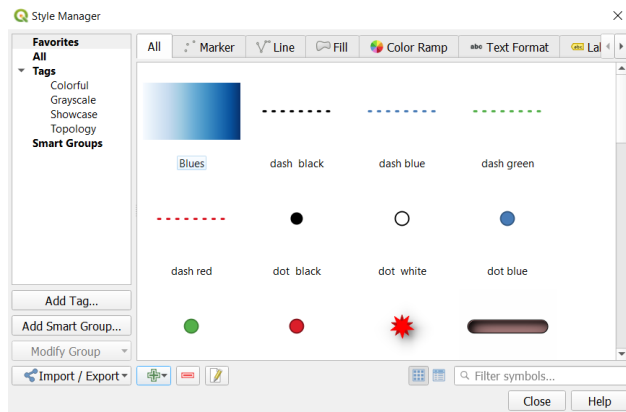 Style Manager
Favorites
All
Tags
Colorful
Grayscale
Showcase
Topology
Smart Groups
All Marker Line Fill Color Ramp abc Text Format abc
Blues dash black dash blue dash green
dash red dot black dot white dot blue
Add Tag...
Add Smart Group...
Modify Group
Import / Export
Filter symbols...
Close Help